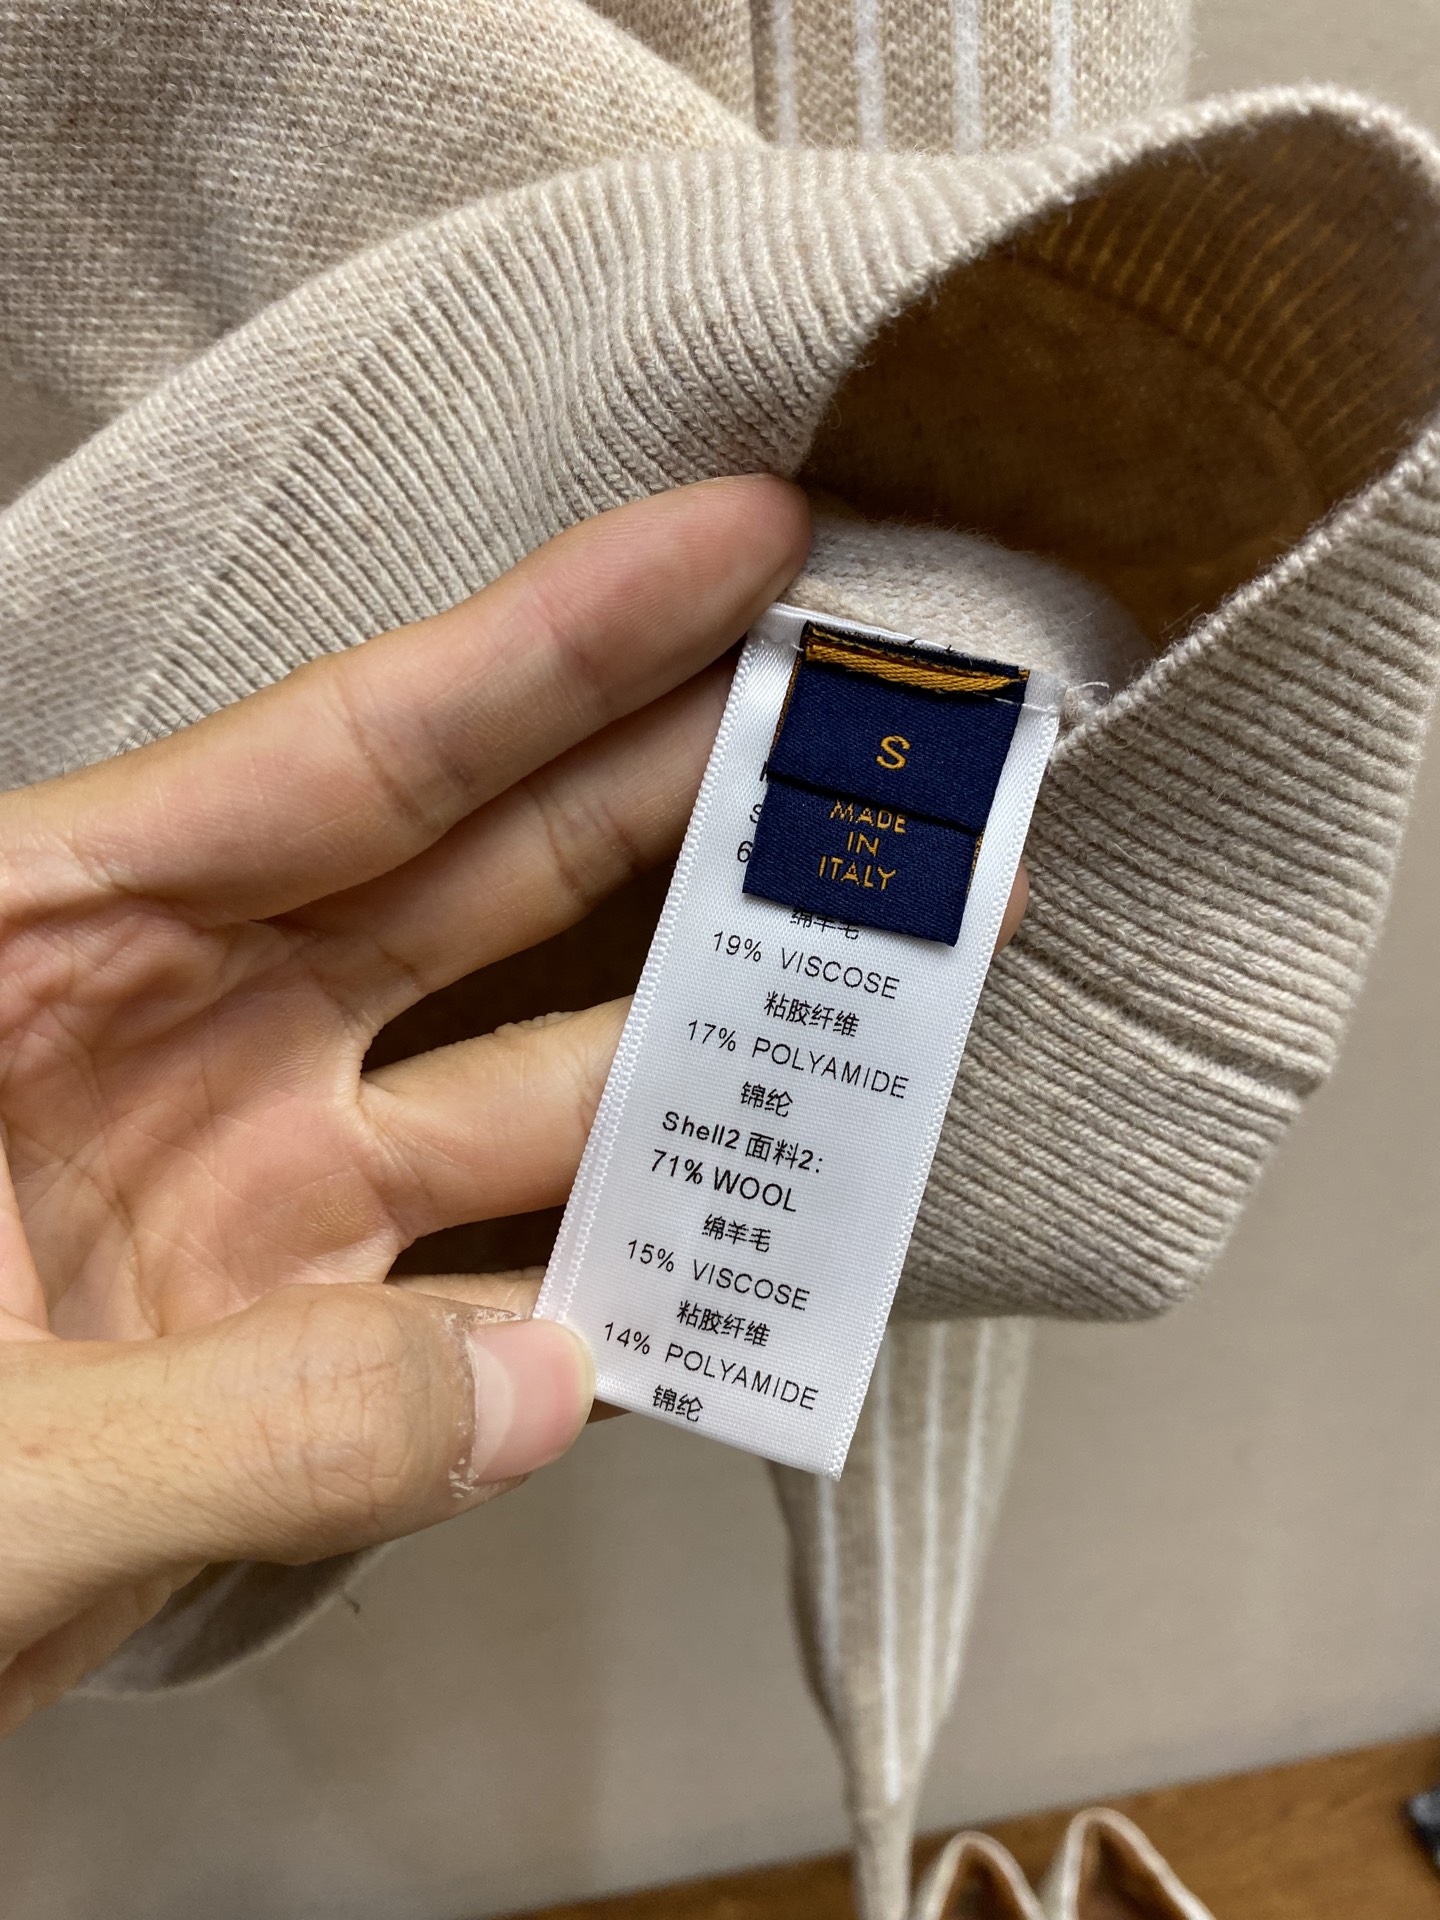 S
MADE
IN
ITALY
绵羊毛
19% VISCOSE
粘胶纤维
17% POLYAMIDE
锦纶
Shell2 面料2:
71% WOOL
绵羊毛
15% VISCOSE
粘胶纤维
14% POLYAMIDE
锦纶